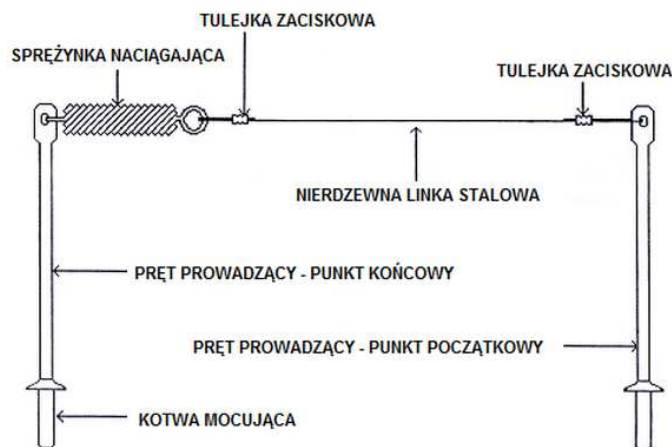 TULEJKA ZACISKOWA
SPRĘŻYNKA NACIĄGAJĄCA
TULEJKA ZACISKOWA
NIERDZEWNA LINKA STALOWA
PRĘT PROWADZĄCY - PUNKT KOŃCOWY
PRĘT PROWADZĄCY - PUNKT POCZĄTKOWY
KOTWA MOCUJĄCA